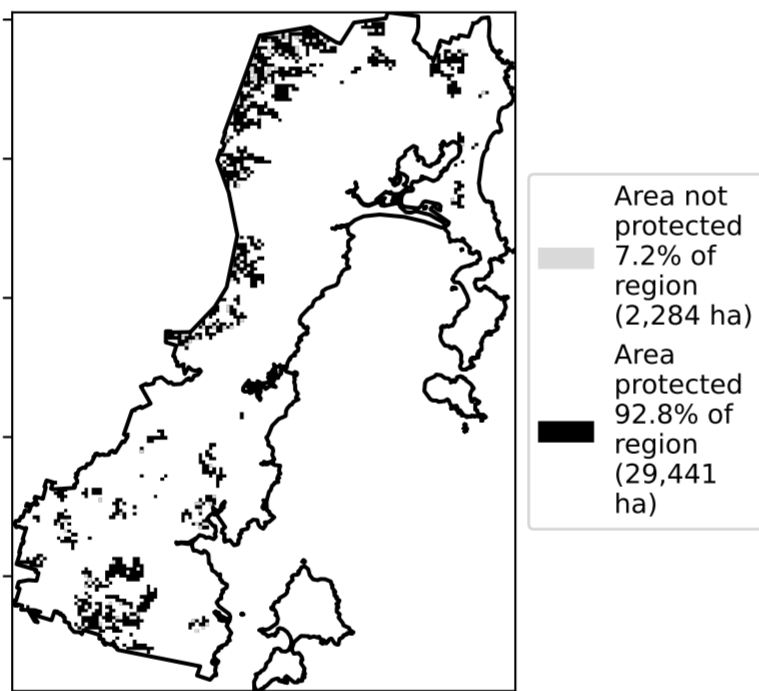 Area not
protected
7.2% of
region
(2,284 ha)
Area
protected
92.8% of
region
(29,441
ha)